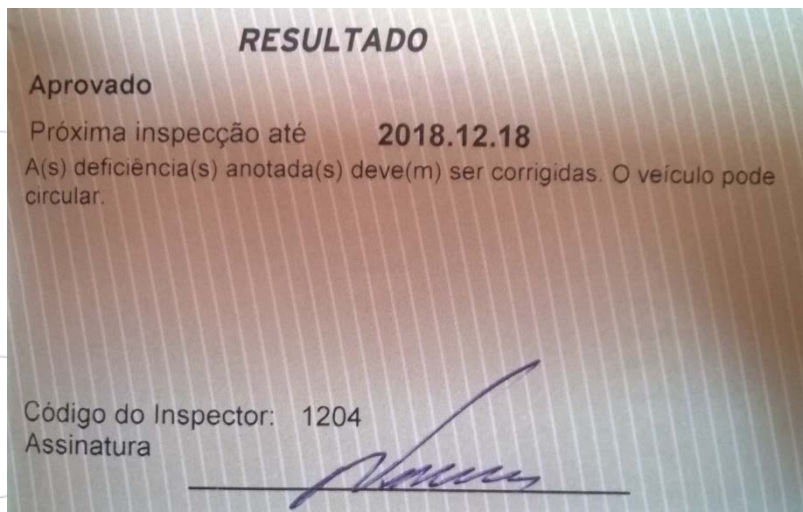 RESULTADO
Aprovado
Próxima inspecção até 2018.12.18
A(s) deficiência(s) anotada(s) deve(m) ser corrigidas. O veículo pode
circular.
Código do Inspector: 1204
Assinatura